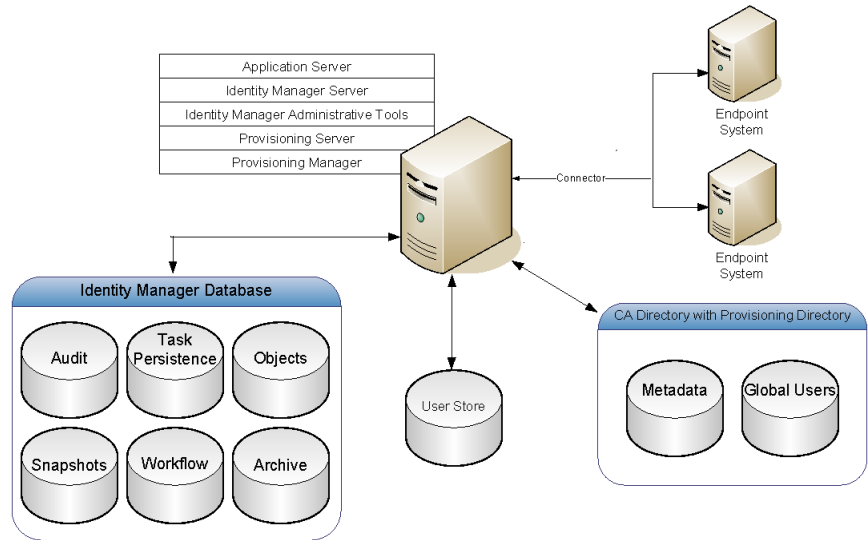 Application Server
Identity Manager Server
Identity Manager Administrative Tools
Provisioning Server
Provisioning Manager
Endpoint
System
Connector
Endpoint
System
Identity Manager Database
Audit
Task
Persistence
Objects
Snapshots
Workflow
Archive
User Store
CA Directory with Provisioning Directory
Metadata
Global Users